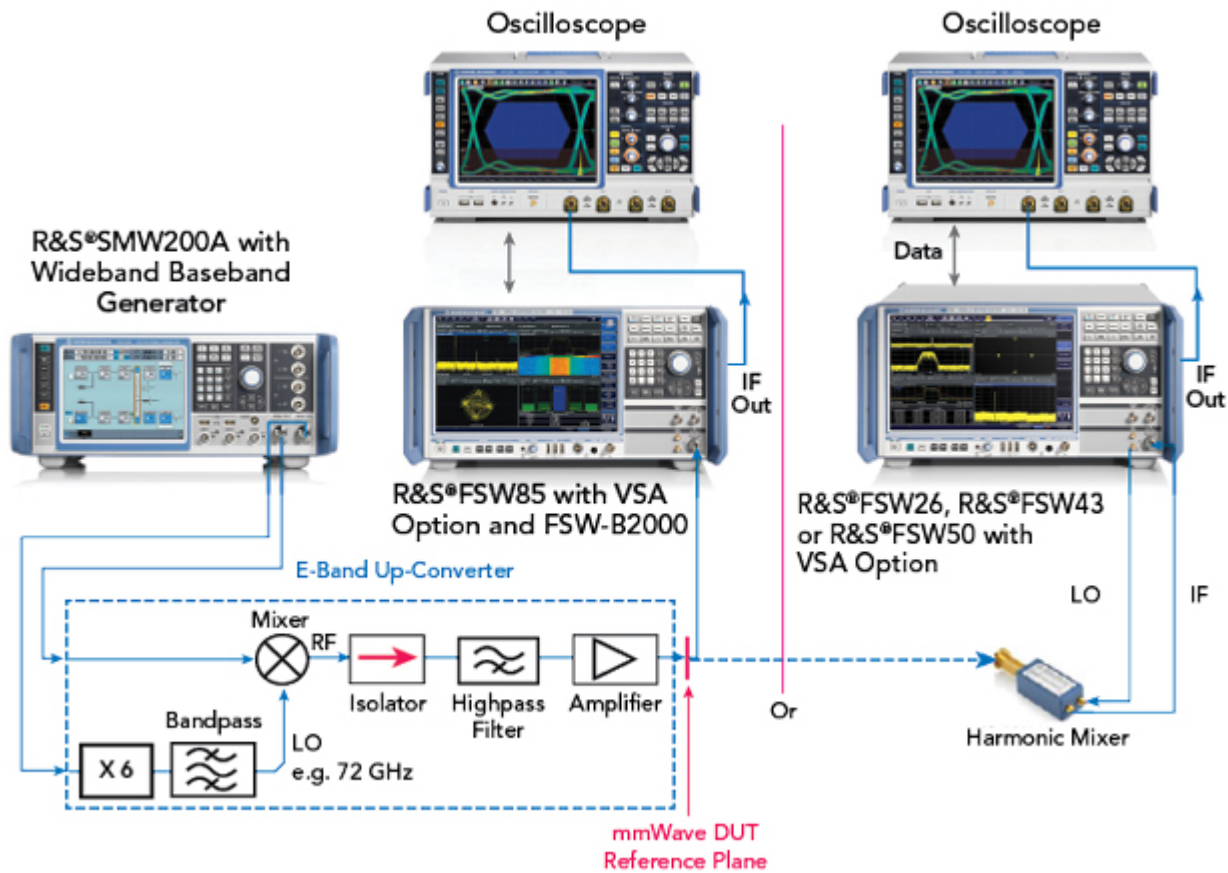 Oscilloscope
Oscilloscope
R&S®SMW200A with
Wideband Baseband
Generator
Data
IF
Out
IF
Out
R&S®FSW85 with VSA
Option and FSW-B2000
R&S®FSW26, R&S®FSW43
or R&S®FSW50 with
VSA Option
E-Band Up-Converter
LO
IF
Mixer
RF
Isolator
Highpass
Filter
Amplifier
Or
Harmonic Mixer
Bandpass
X 6
LO
e.g. 72 GHz
mmWave DUT
Reference Plane